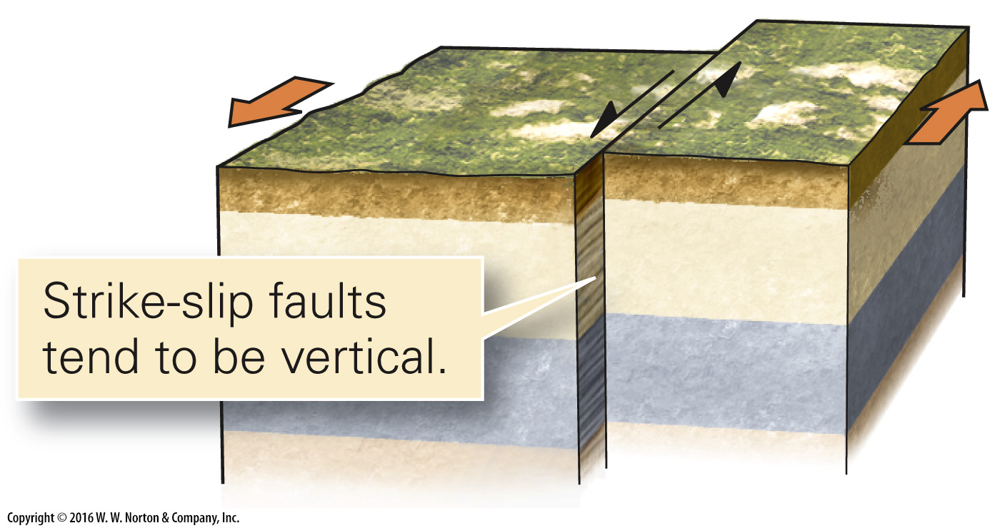 Strike-slip faults
tend to be vertical.
Copyright © 2016 W. W. Norton & Company, Inc.